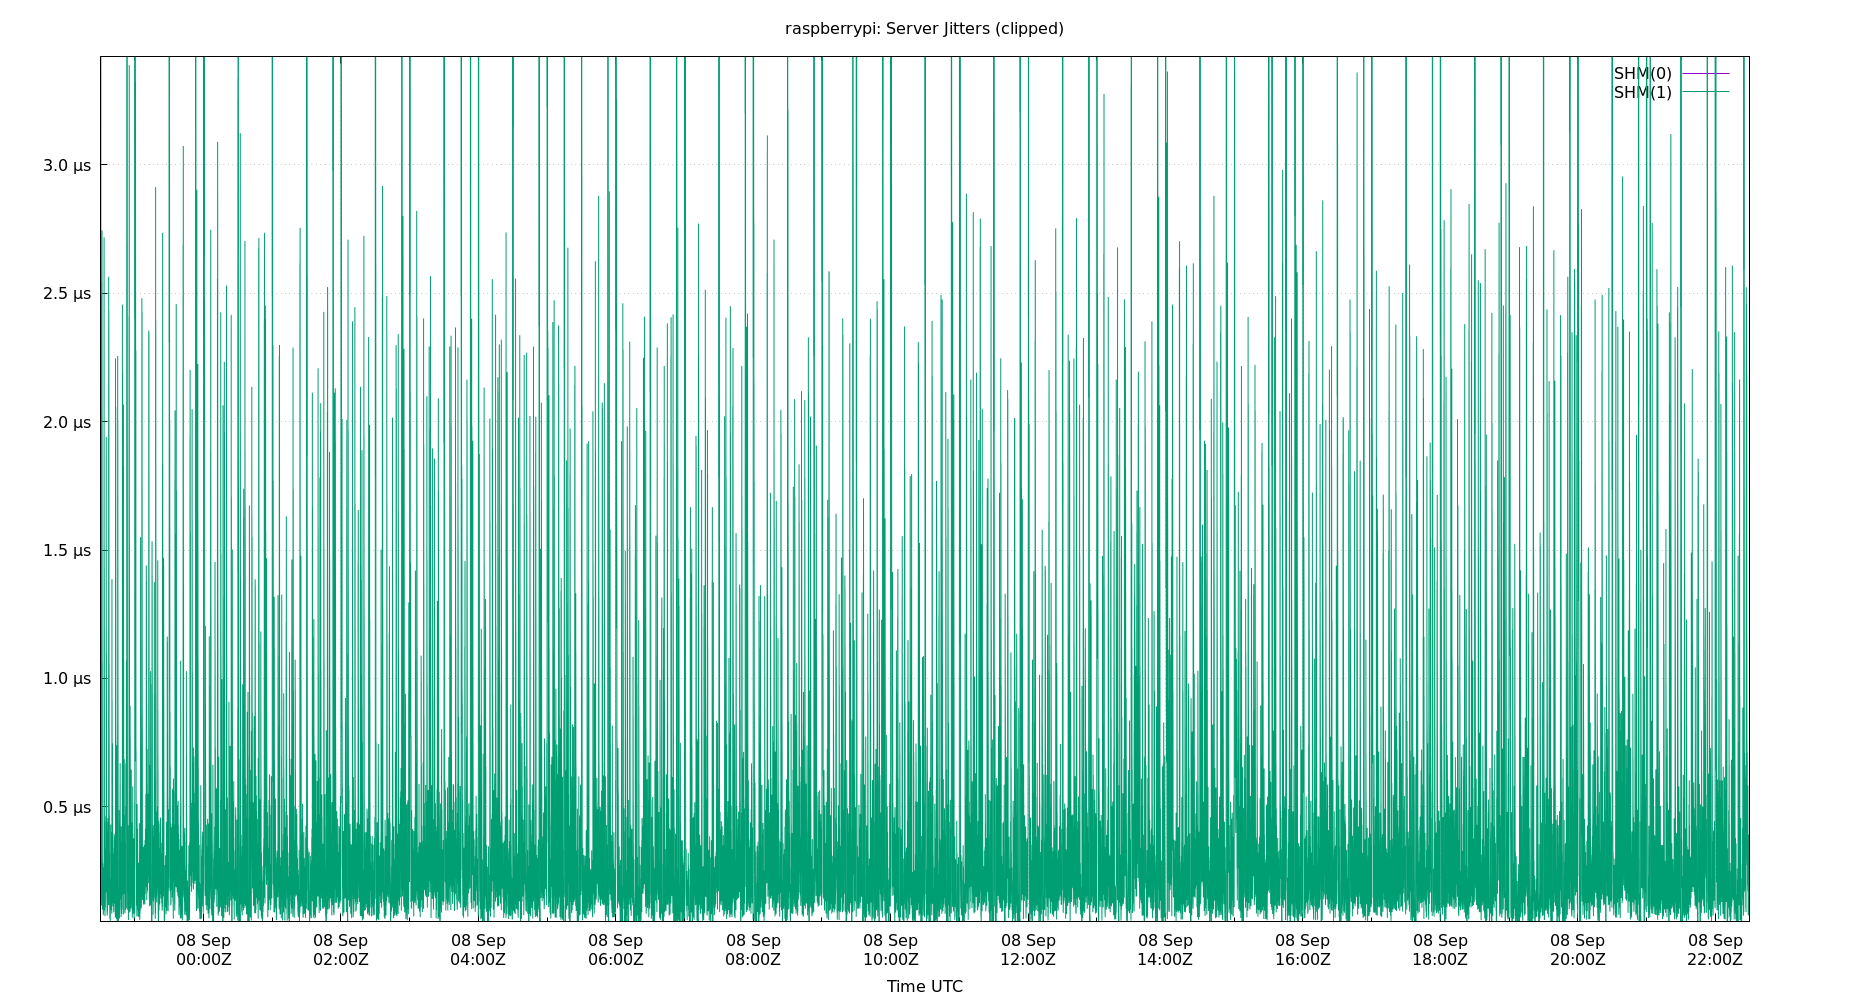 raspberrypi: Server Jitters (clipped)
SHM(0)
SHM(1)
3.0 µs
2.5 µs
2.0 µs
1.5 µs
1.0 µs
0.5 µs
08 Sep 08 Sep 08 Sep 08 Sep 08 Sep 08 Sep 08 Sep 08 Sep 08 Sep 08 Sep 08 Sep 08 Sep
00:00Z 02:00Z 04:00Z 06:00Z 08:00Z 10:00Z 12:00Z 14:00Z 16:00Z 18:00Z 20:00Z 22:00Z
Time UTC